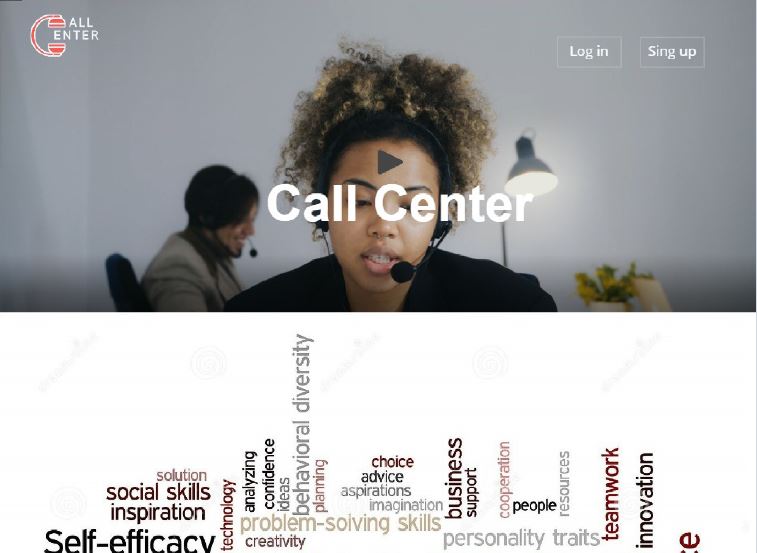 CALL
CENTER
Log in
Sing up
Call Center
behavioral diversity
solution
social skills
inspiration
technology
analyzing
confidence
ideas
planning
choice
advice
aspirations
imagination
business
support
cooperation
people
resources
teamwork
innovation
problem-solving skills
Self-efficacy
creativity
personality traits